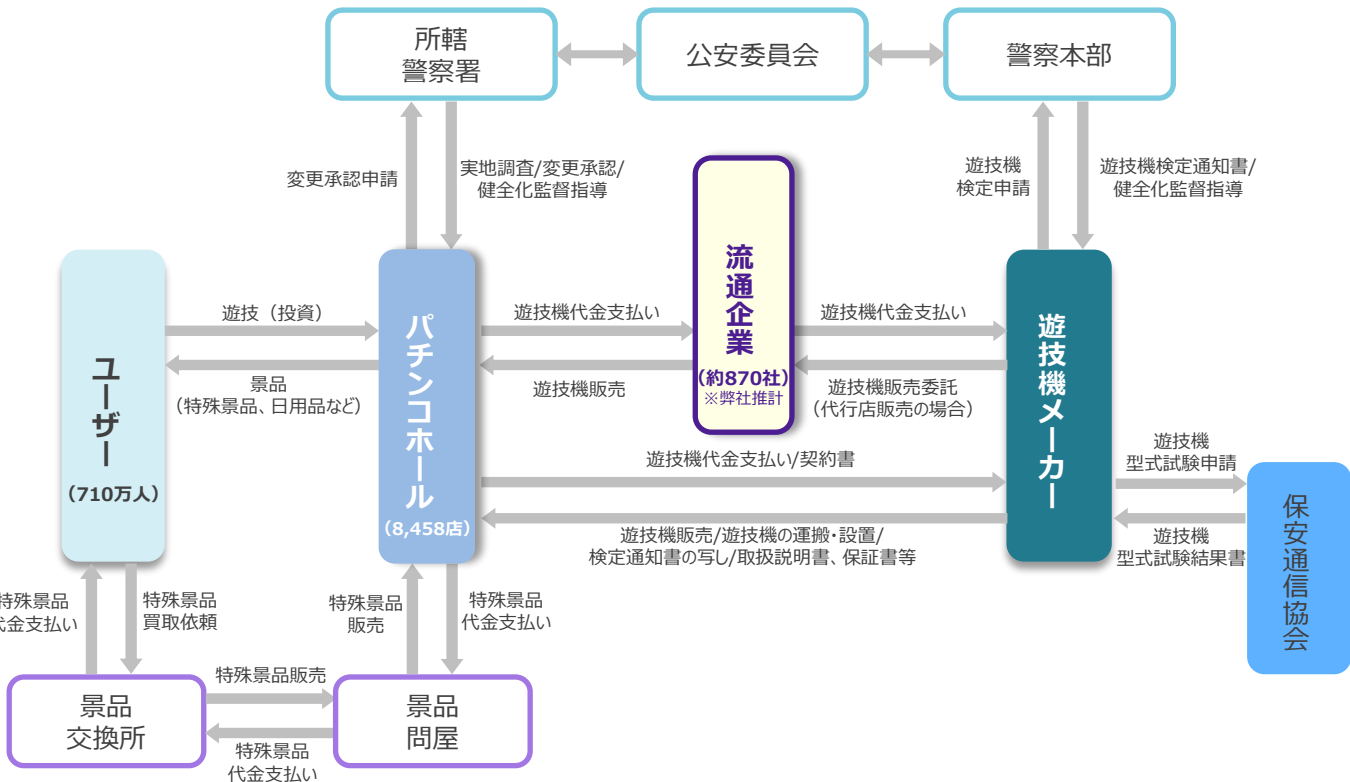 所轄
警察署
公安委員会
警察本部
変更承認申請
実地調査/変更承認/
健全化監督指導
遊技機
検定申請
遊技機検定通知書/
健全化監督指導
ユーザー
（710万人）
遊技（投資）
景品
（特殊景品、日用品など）
パチンコホール
（8,458店）
遊技機代金支払い
遊技機販売
流通企業
（約870社）
※弊社推計
遊技機代金支払い
遊技機販売委託
（代行店販売の場合）
遊技機メーカー
遊技機代金支払い/契約書
遊技機販売/遊技機の運搬・設置/
検定通知書の写し/取扱説明書、保証書等
遊技機
型式試験申請
遊技機
型式試験結果書
保安通信協会
特殊景品
代金支払い
特殊景品
買取依頼
特殊景品
販売
特殊景品
代金支払い
景品
交換所
特殊景品販売
特殊景品
代金支払い
景品
問屋